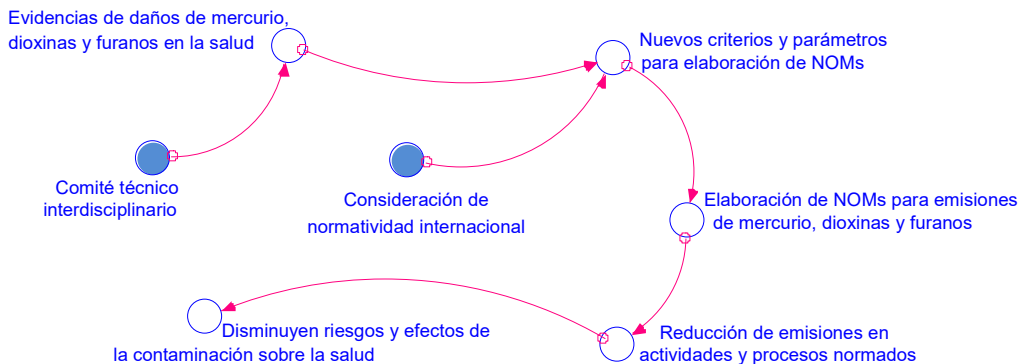 Evidencias de daños de mercurio,
dioxinas y furanos en la salud
Nuevos criterios y parámetros
para elaboración de NOMs
Comité técnico
interdisciplinario
Consideración de
normatividad internacional
Elaboración de NOMs para emisiones
de mercurio, dioxinas y furanos
Disminuyen riesgos y efectos de
la contaminación sobre la salud
Reducción de emisiones en
actividades y procesos normados